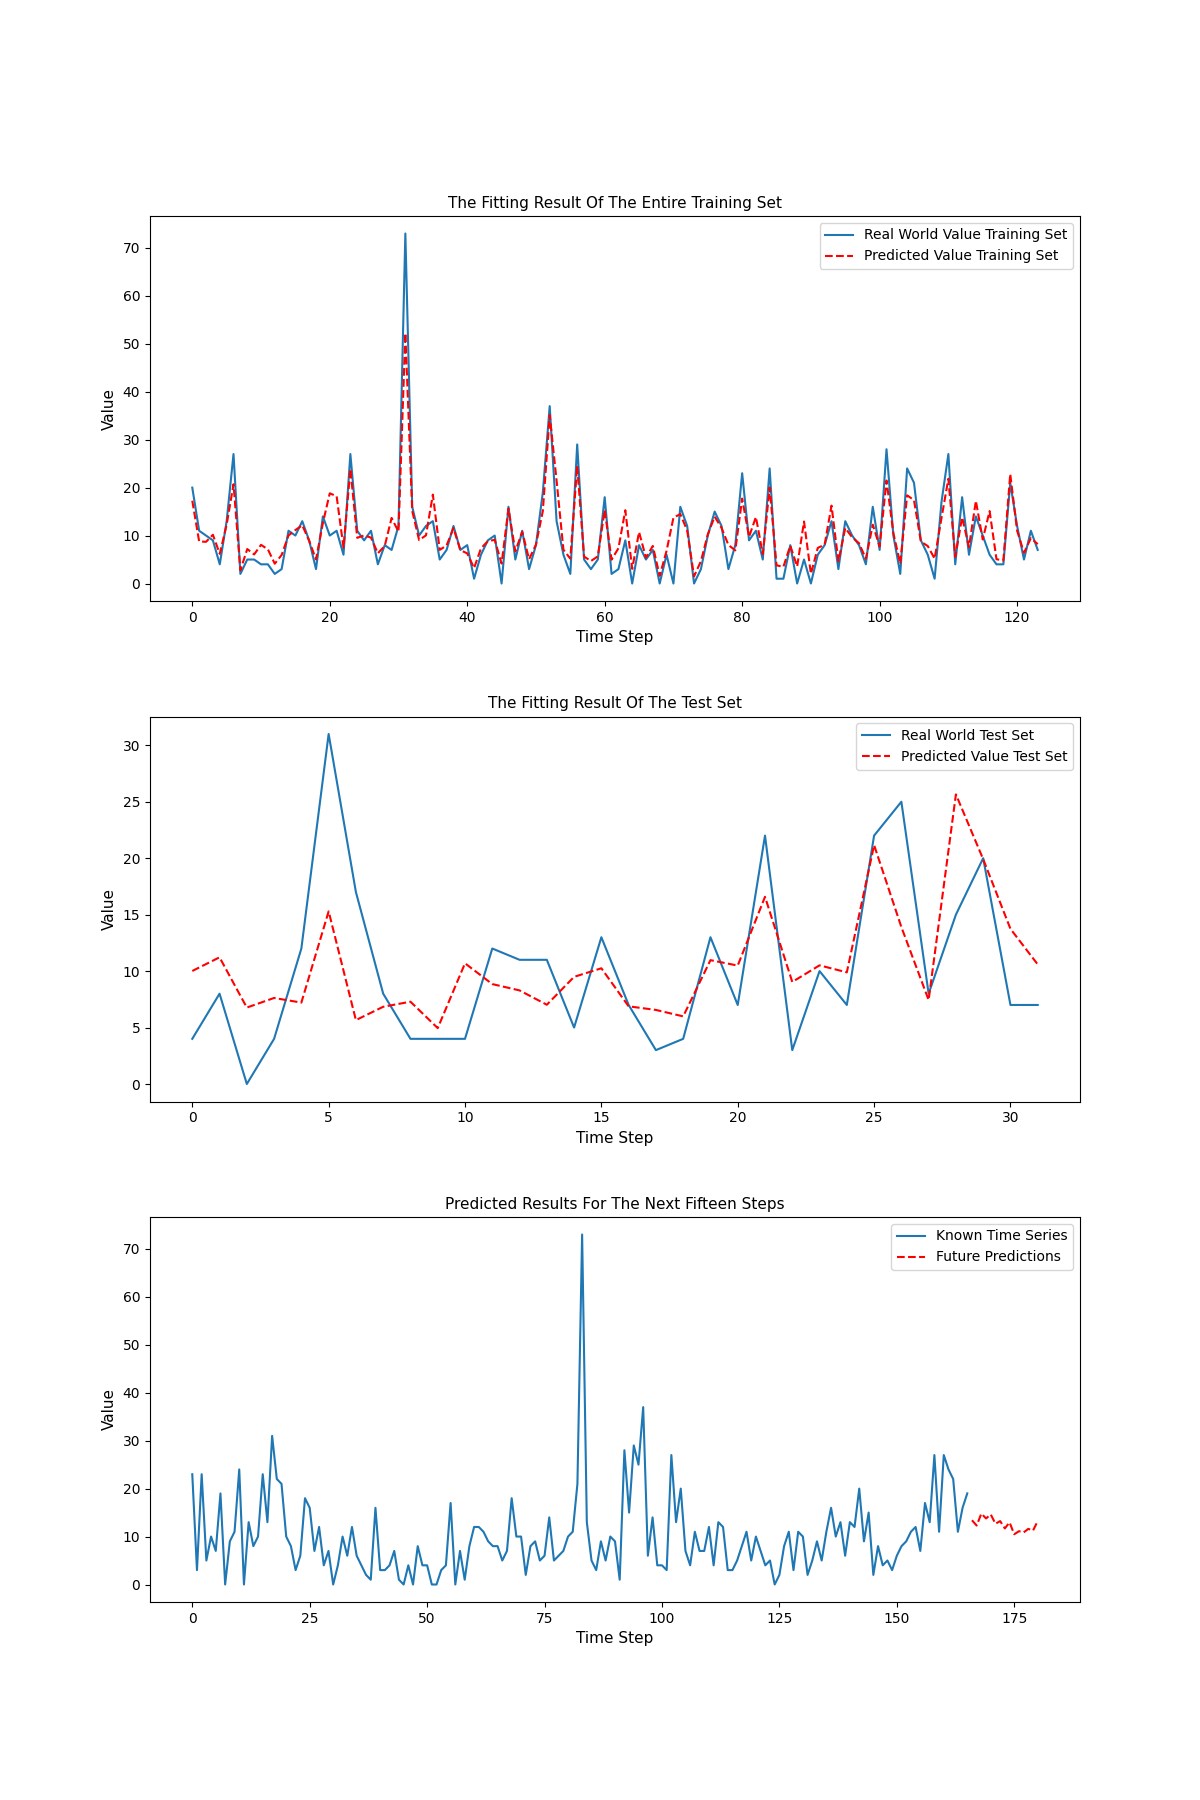 The Fitting Result Of The Entire Training Set
Real World Value Training Set
Predicted Value Training Set
Value
70
60
50
40
30
20
10
0
0 20 40 60 80 100 120
Time Step
The Fitting Result Of The Test Set
Real World Test Set
Predicted Value Test Set
Value
30
25
20
15
10
5
0
0 5 10 15 20 25 30
Time Step
Predicted Results For The Next Fifteen Steps
Known Time Series
Future Predictions
Value
70
60
50
40
30
20
10
0
0 25 50 75 100 125 150 175
Time Step